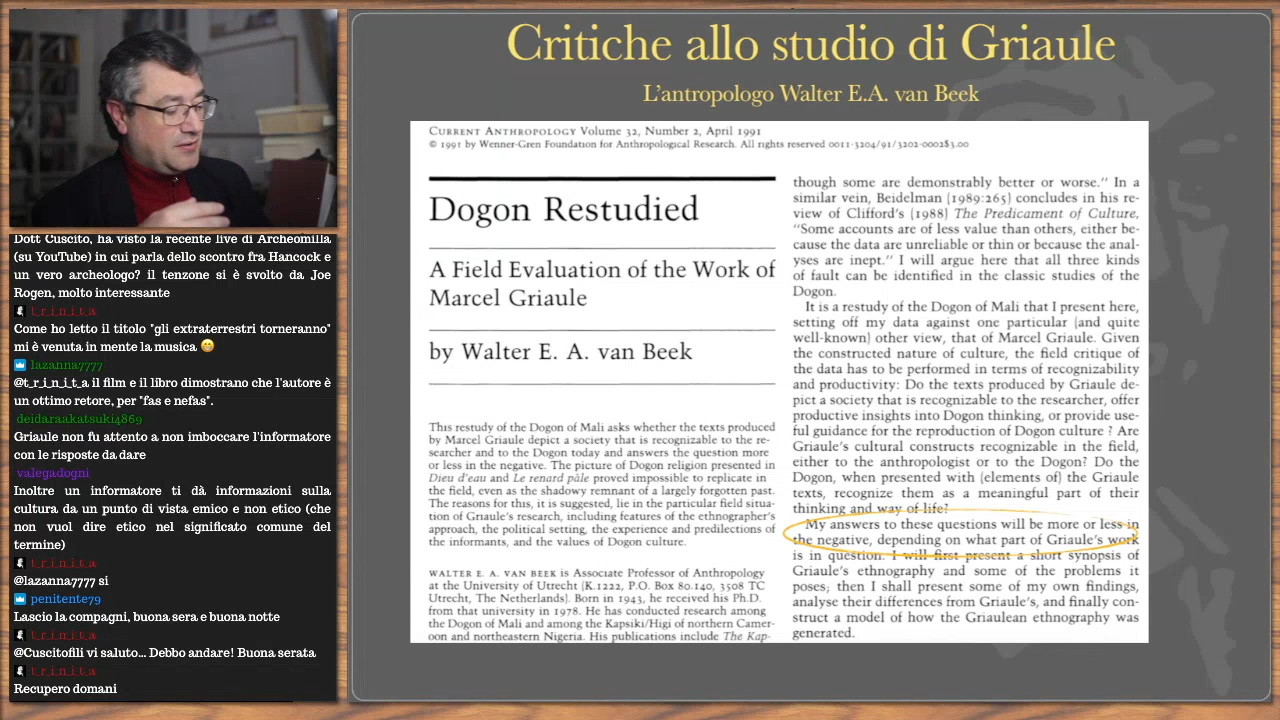 Critiche allo studio di Griaule
L'antropologo Walter E.A. van Beek
CURRENT ANTHROPOLOGY Volume 32, Number 2, April 1991
© 1991 by Wenner-Gren Foundation for Anthropological Research. All rights reserved 0011-3204/91/3202-0002$3.00
Dogon Restudied
A Field Evaluation of the Work of
Marcel Griaule
by Walter E. A. van Beek
This restudy of the Dogon of Mali asks whether the texts produced
by Marcel Griaule depict a society that is recognizable to the re-
searcher and to the Dogon today and answers the question more
or less in the negative. The picture of Dogon religion presented in
Dieu d'eau and Le renard pâle proved impossible to replicate in
the field, even as the shadowy remnant of a largely forgotten past.
The reasons for this, it is suggested, lie in the particular field situa-
tion of Griaule's research, including features of the ethnographer's
approach, the political setting, the experience and predilections of
the informants, and the values of Dogon culture.
WALTER E. A. VAN BEEK is Associate Professor of Anthropology
at the University of Utrecht (K.1222, P.O. Box 80.140, 3508 TC
Utrecht, The Netherlands). Born in 1943, he received his Ph.D.
from that university in 1978. He has conducted research among
the Dogon of Mali and among the Kapsiki/Higi of northern Camer-
oon and northeastern Nigeria. His publications include The Kap-
though some are demonstrably better or worse." In a
similar vein, Beidelman (1989:265) concludes in his re-
view of Clifford's (1988) The Predicament of Culture,
"Some accounts are of less value than others, either be-
cause the data are unreliable or thin or because the anal-
yses are inept." I will argue here that all three kinds
of fault can be identified in the classic studies of the
Dogon.
It is a restudy of the Dogon of Mali that I present here,
setting off my data against one particular (and quite
well-known) other view, that of Marcel Griaule. Given
the constructed nature of culture, the field critique of
the data has to be performed in terms of recognizability
and productivity: Do the texts produced by Griaule de-
pict a society that is recognizable to the researcher, offer
productive insights into Dogon thinking, or provide use-
ful guidance for the reproduction of Dogon culture ? Are
Griaule's cultural constructs recognizable in the field,
either to the anthropologist or to the Dogon? Do the
Dogon, when presented with (elements of) the Griaule
texts, recognize them as a meaningful part of their
thinking and way of life?
My answers to these questions will be more or less in
the negative, depending on what part of Griaule's work
is in question. I will first present a short synopsis of
Griaule's ethnography and some of the problems it
poses; then I shall present some of my own findings,
analyse their differences from Griaule's, and finally con-
struct a model of how the Griaulean ethnography was
generated.
Dott Cuscito, ha visto la recente live di Archeomilla
(su YouTube) in cui parla dello scontro fra Hancock e
un vero archeologo? il tenzone si è svolto da Joe
Rogen, molto interessante
t_r_i_n_i_t_a
Come ho letto il titolo "gli extraterrestri torneranno"
mi è venuta in mente la musica 😁
lazanna7777
@t_r_i_n_i_t_a il film e il libro dimostrano che l'autore è
un ottimo retore, per "fas e nefas".
deidaraakatsuki4869
Griaule non fu attento a non imboccare l'informatore
con le risposte da dare
valegadogni
Inoltre un informatore ti dà informazioni sulla
cultura da un punto di vista emico e non etico (che
non vuol dire etico nel significato comune del
termine)
t_r_i_n_i_t_a
@lazanna7777 si
penitente79
Lascio la compagni, buona sera e buona notte
t_r_i_n_i_t_a
@Cuscitofili vi saluto... Debbo andare! Buona serata
t_r_i_n_i_t_a
Recupero domani